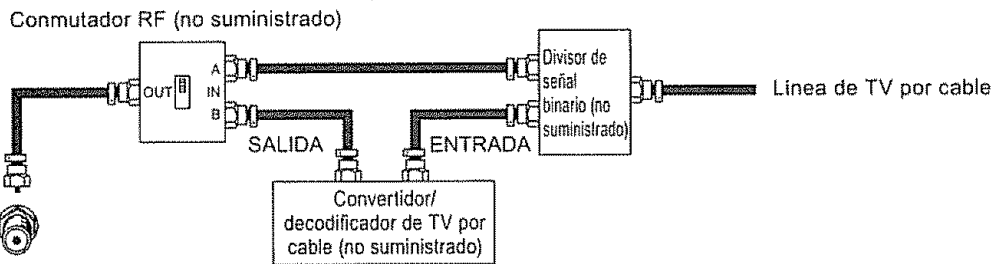 Conmutador RF (no suministrado)
A
OUT
IN
B
Divisor de
señal
binario (no
suministrado)
Línea de TV por cable
SALIDA
ENTRADA
Convertidor/
decodificador de TV por
cable (no suministrado)